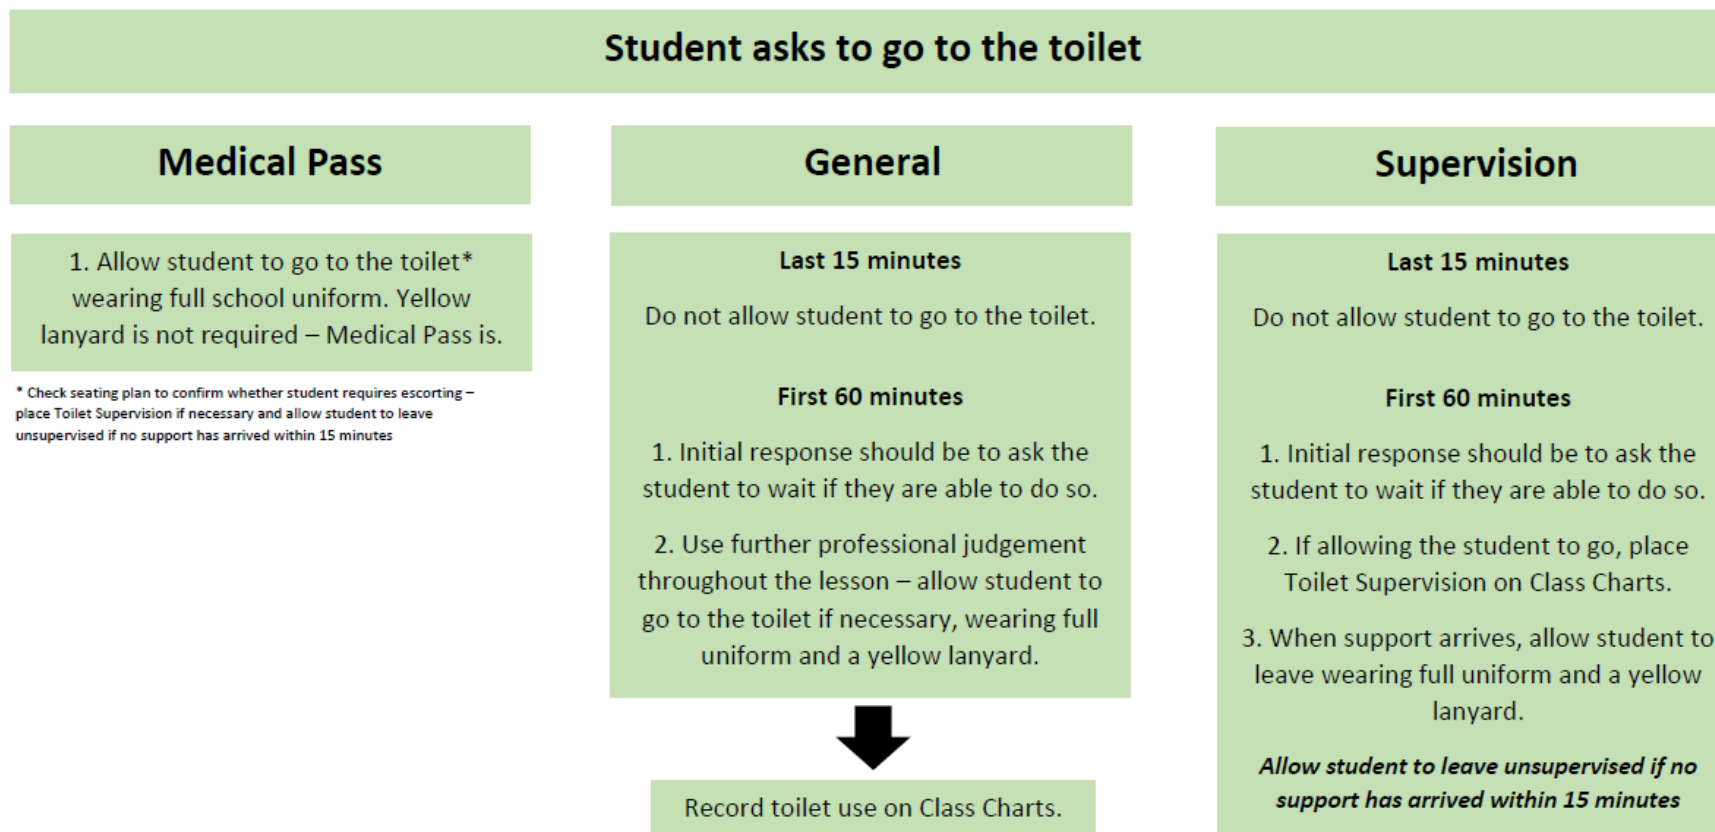 Student asks to go to the toilet
Medical Pass
1. Allow student to go to the toilet*
wearing full school uniform. Yellow
lanyard is not required – Medical Pass is.
* Check seating plan to confirm whether student requires escorting –
place Toilet Supervision if necessary and allow student to leave
unsupervised if no support has arrived within 15 minutes
General
Last 15 minutes
Do not allow student to go to the toilet.
First 60 minutes
1. Initial response should be to ask the
student to wait if they are able to do so.
2. Use further professional judgement
throughout the lesson – allow student to
go to the toilet if necessary, wearing full
uniform and a yellow lanyard.
Record toilet use on Class Charts.
Supervision
Last 15 minutes
Do not allow student to go to the toilet.
First 60 minutes
1. Initial response should be to ask the
student to wait if they are able to do so.
2. If allowing the student to go, place
Toilet Supervision on Class Charts.
3. When support arrives, allow student to
leave wearing full uniform and a yellow
lanyard.
Allow student to leave unsupervised if no
support has arrived within 15 minutes